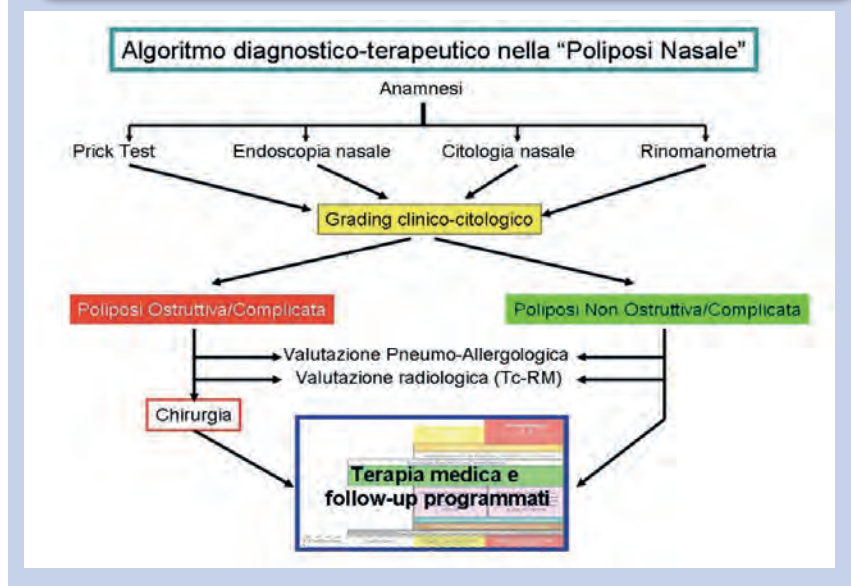 Algoritmo diagnostico-terapeutico nella "Poliposi Nasale"
Anamnesi
Prick Test
Endoscopia nasale
Citologia nasale
Rinomanometria
Grading clinico-citologico
Poliposi Ostruttiva/Complicata
Poliposi Non Ostruttiva/Complicata
Valutazione Pneumo-Allergologica
Valutazione radiologica (Tc-RM)
Chirurgia
Terapia medica e
follow-up programmati